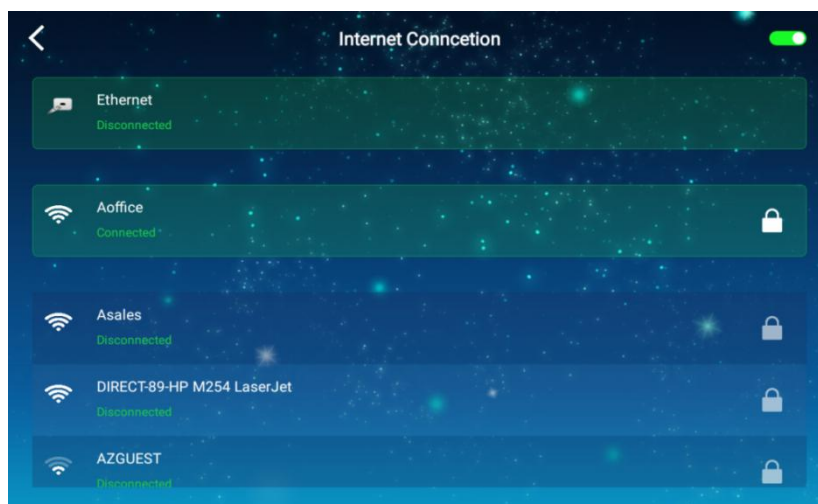 Internet Conncetion
Ethernet
Disconnected
Aoffice
Connected
Asales
Disconnected
DIRECT-89-HP M254 LaserJet
Disconnected
AZGUEST
Disconnected